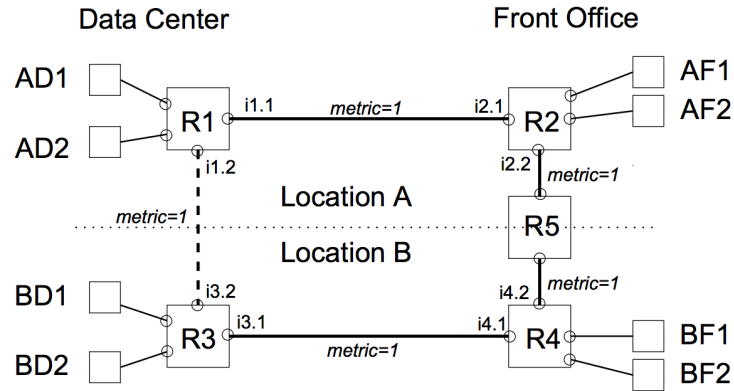 Data Center
Front Office
AD1
AF1
R1
i1.1
metric=1
i2.1
R2
AD2
AF2
i1.2
i2.2
metric=1
Location A
metric=1
R5
Location B
i3.2
i4.2
metric=1
BD1
R3
i3.1
i4.1
R4
BF1
metric=1
BD2
BF2